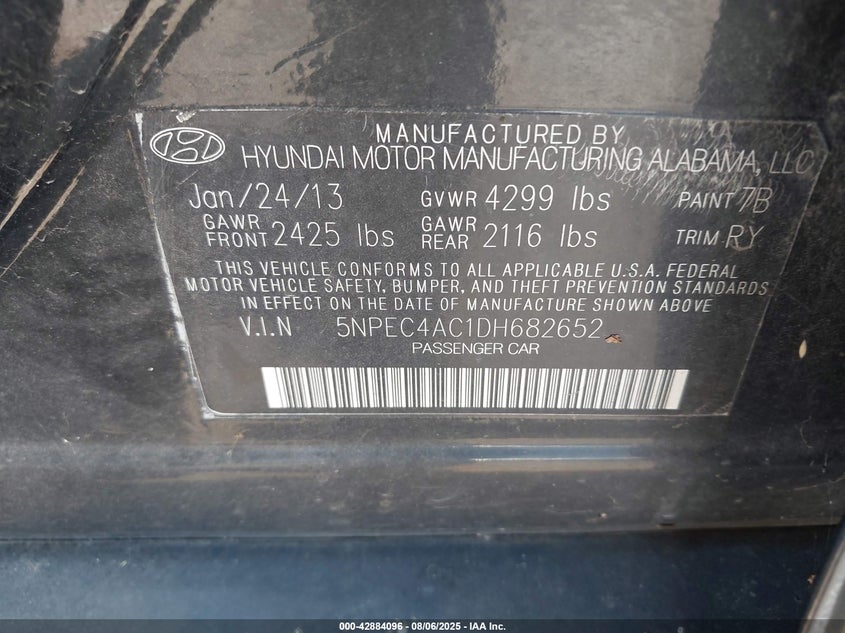 MANUFACTURED BY
HYUNDAI MOTOR MANUFACTURING ALABAMA, LLC
Jan/24/13 GVWR 4299 lbs PAINT 7B
GAWR FRONT 2425 lbs GAWR REAR 2116 lbs TRIM RY
THIS VEHICLE CONFORMS TO ALL APPLICABLE U.S.A. FEDERAL
MOTOR VEHICLE SAFETY, BUMPER, AND THEFT PREVENTION STANDARDS
IN EFFECT ON THE DATE OF MANUFACTURE SHOWN ABOVE
V.I.N 5NPEC4AC1DH682652
PASSENGER CAR
000-42884096 - 08/06/2025 - IAA Inc.